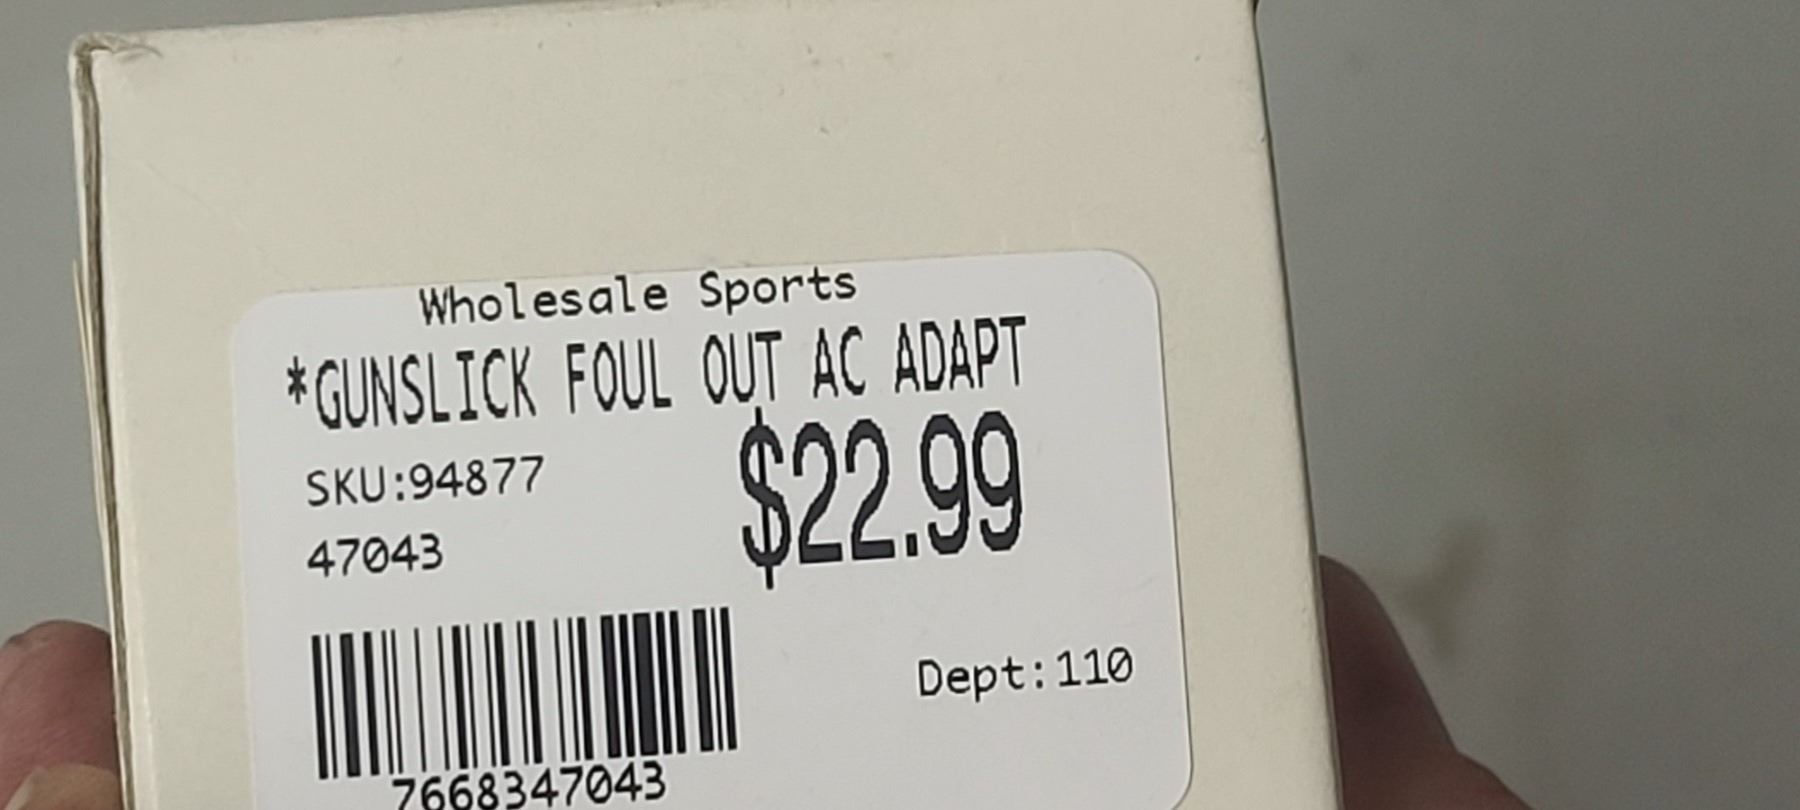 Wholesale Sports
*GUNSLICK FOUL OUT AC ADAPT
SKU:94877
$22.99
47043
Dept:110
7668347043